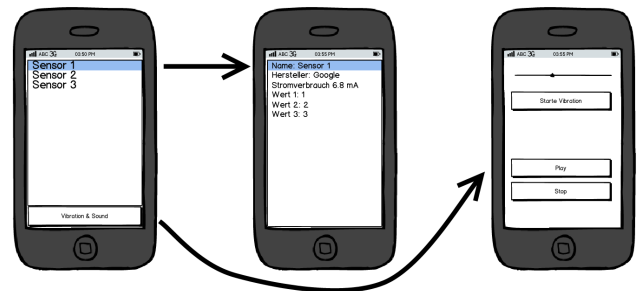 ABC 3G 03:50 PM
Sensor 1
Sensor 2
Sensor 3
Vibration & Sound
ABC 3G 03:55 PM
Name: Sensor 1
Hersteller: Google
Stromverbrauch 6.8 mA
Wert 1: 1
Wert 2: 2
Wert 3: 3
ABC 3G 03:55 PM
Starte Vibration
Play
Stop